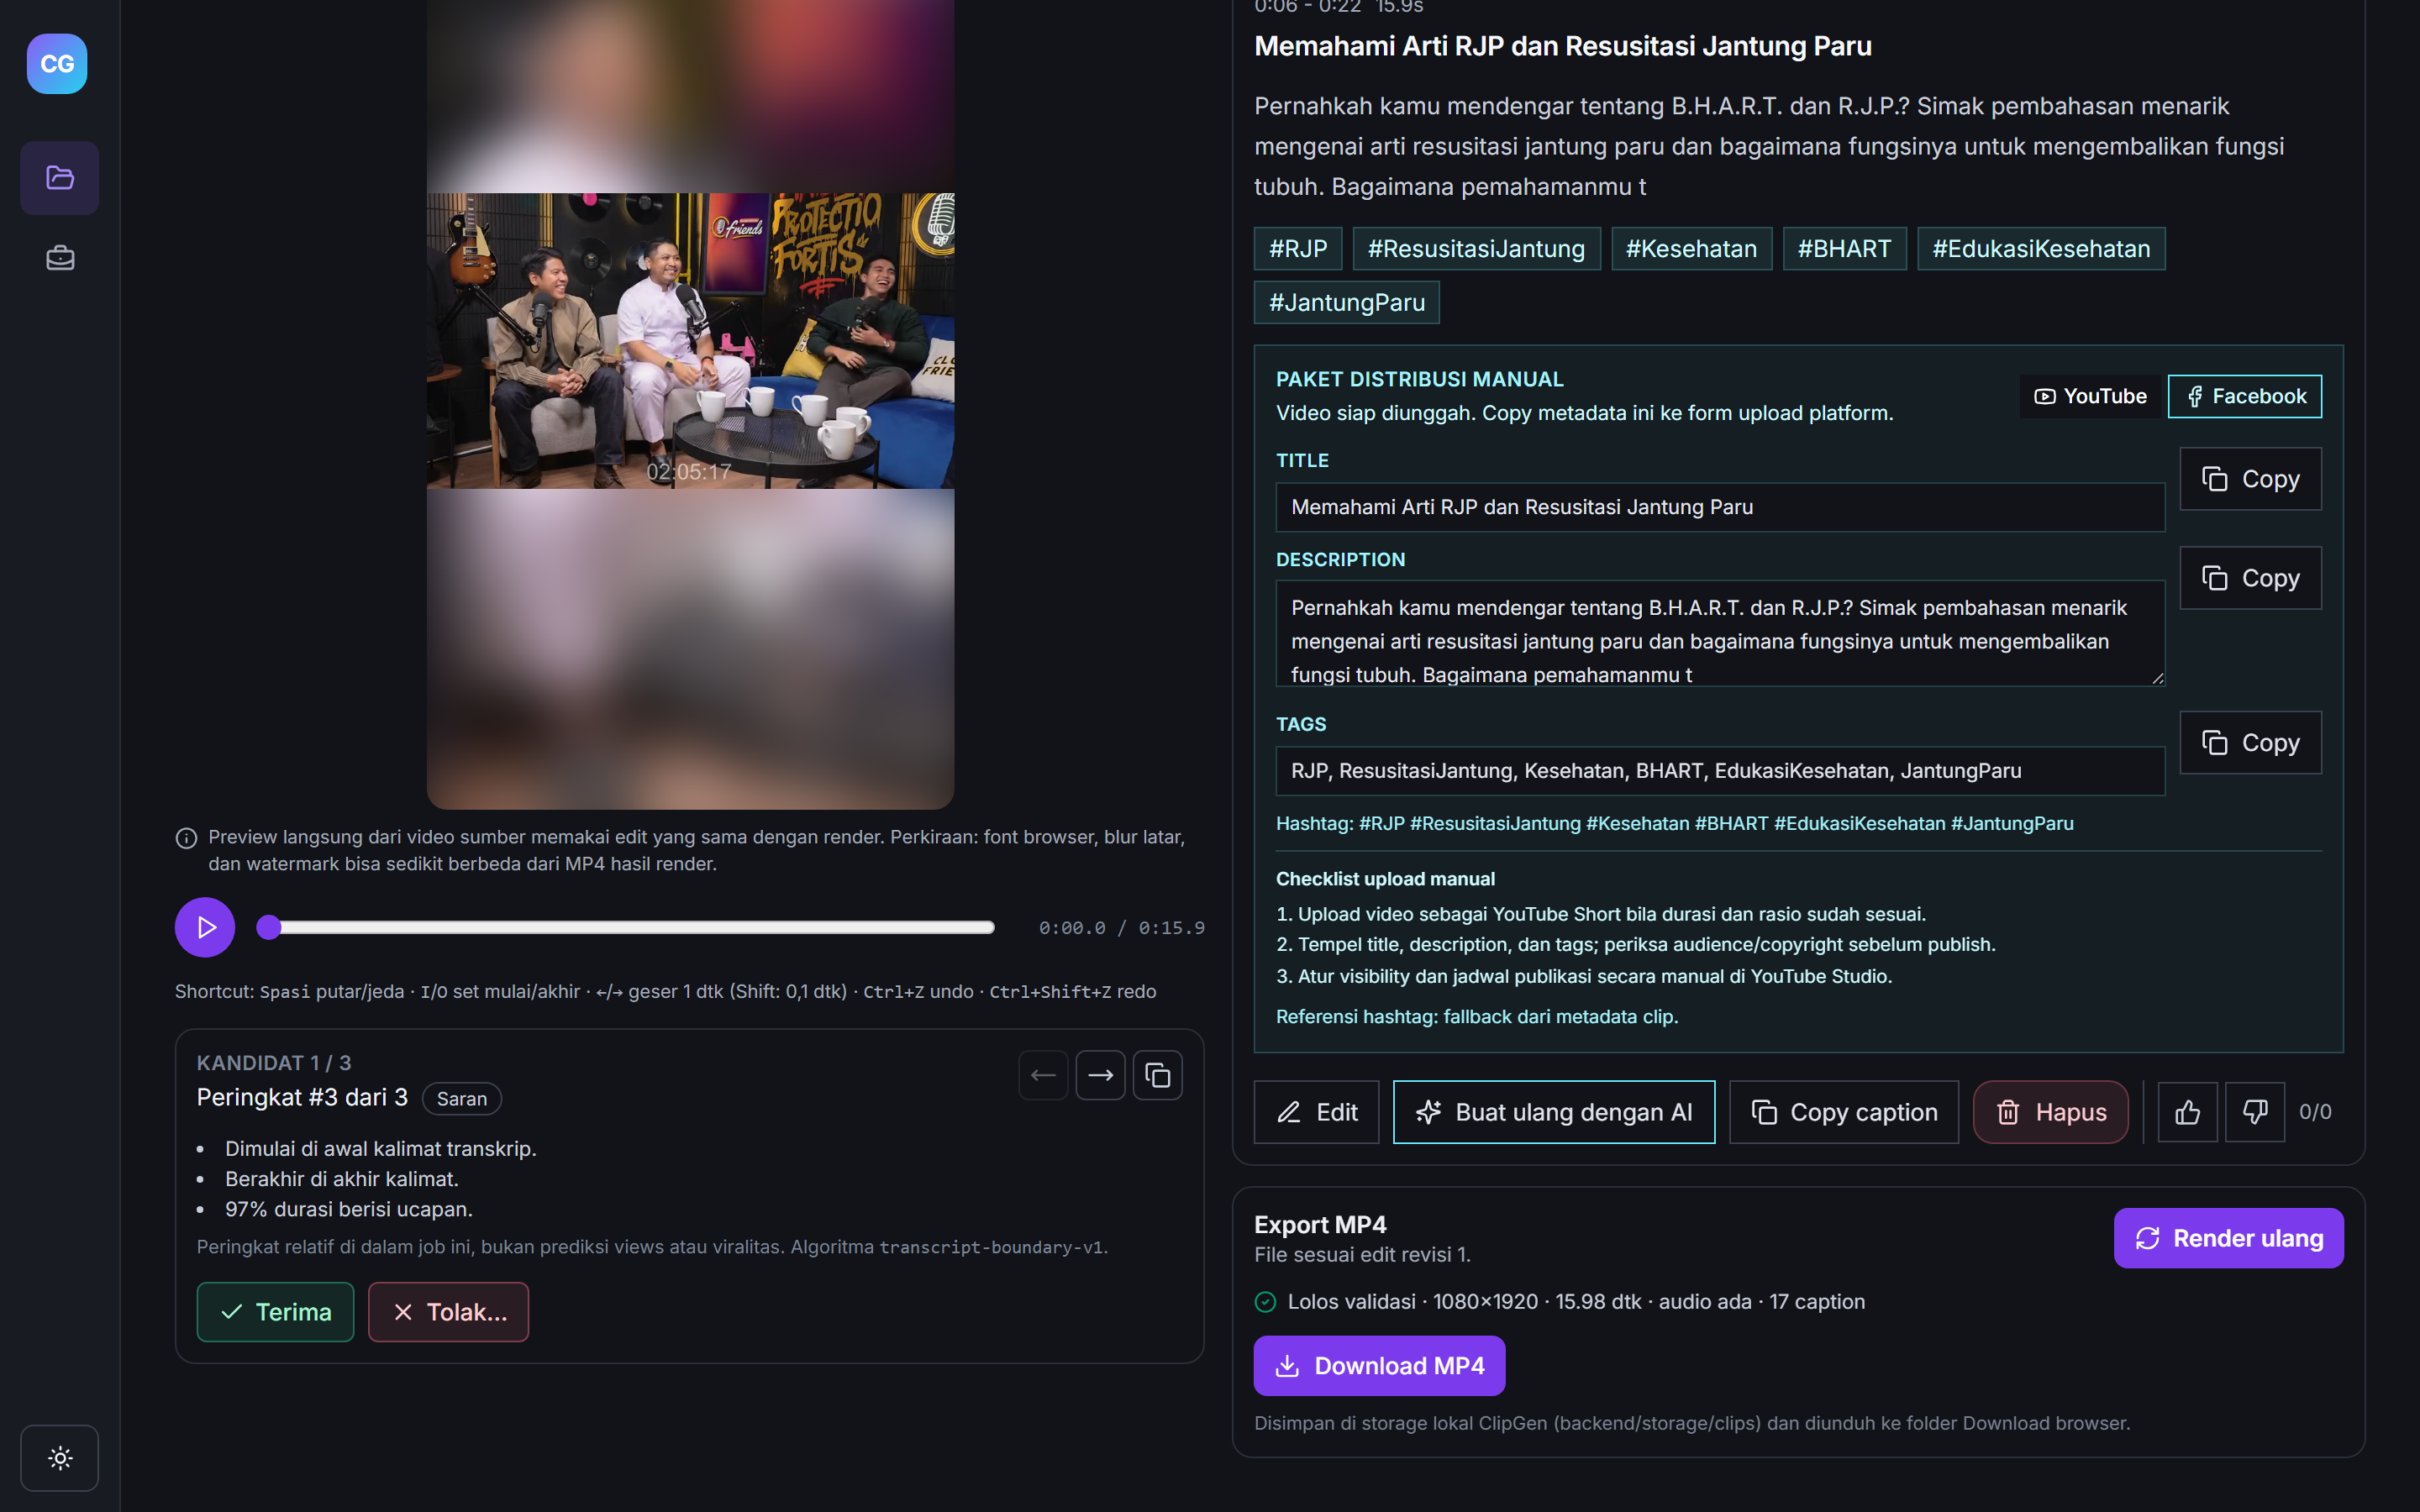 CG
friends
PROTECTIO
FORTIS
02:05:17
Preview langsung dari video sumber memakai edit yang sama dengan render. Perkiraan: font browser, blur latar,
dan watermark bisa sedikit berbeda dari MP4 hasil render.
0:00.0 / 0:15.9
Shortcut: Spasi putar/jeda · I/O set mulai/akhir · ←/→ geser 1 dtk (Shift: 0,1 dtk) · Ctrl+Z undo · Ctrl+Shift+Z redo
KANDIDAT 1 / 3
Peringkat #3 dari 3 Saran
• Dimulai di awal kalimat transkrip.
• Berakhir di akhir kalimat.
• 97% durasi berisi ucapan.
Peringkat relatif di dalam job ini, bukan prediksi views atau viralitas. Algoritma transcript-boundary-v1.
Terima Tolak...
0:06 - 0:22 15.9s
Memahami Arti RJP dan Resusitasi Jantung Paru
Pernahkah kamu mendengar tentang B.H.A.R.T. dan R.J.P.? Simak pembahasan menarik
mengenai arti resusitasi jantung paru dan bagaimana fungsinya untuk mengembalikan fungsi
tubuh. Bagaimana pemahamanmu t
#RJP #ResusitasiJantung #Kesehatan #BHART #EdukasiKesehatan
#JantungParu
PAKET DISTRIBUSI MANUAL
Video siap diunggah. Copy metadata ini ke form upload platform.
YouTube Facebook
TITLE
Memahami Arti RJP dan Resusitasi Jantung Paru
Copy
DESCRIPTION
Pernahkah kamu mendengar tentang B.H.A.R.T. dan R.J.P.? Simak pembahasan menarik
mengenai arti resusitasi jantung paru dan bagaimana fungsinya untuk mengembalikan
fungsi tubuh. Bagaimana pemahamanmu t
Copy
TAGS
RJP, ResusitasiJantung, Kesehatan, BHART, EdukasiKesehatan, JantungParu
Copy
Hashtag: #RJP #ResusitasiJantung #Kesehatan #BHART #EdukasiKesehatan #JantungParu
Checklist upload manual
1. Upload video sebagai YouTube Short bila durasi dan rasio sudah sesuai.
2. Tempel title, description, dan tags; periksa audience/copyright sebelum publish.
3. Atur visibility dan jadwal publikasi secara manual di YouTube Studio.
Referensi hashtag: fallback dari metadata clip.
Edit Buat ulang dengan AI Copy caption Hapus 0/0
Export MP4
File sesuai edit revisi 1.
Render ulang
Lolos validasi · 1080×1920 · 15.98 dtk · audio ada · 17 caption
Download MP4
Disimpan di storage lokal ClipGen (backend/storage/clips) dan diunduh ke folder Download browser.